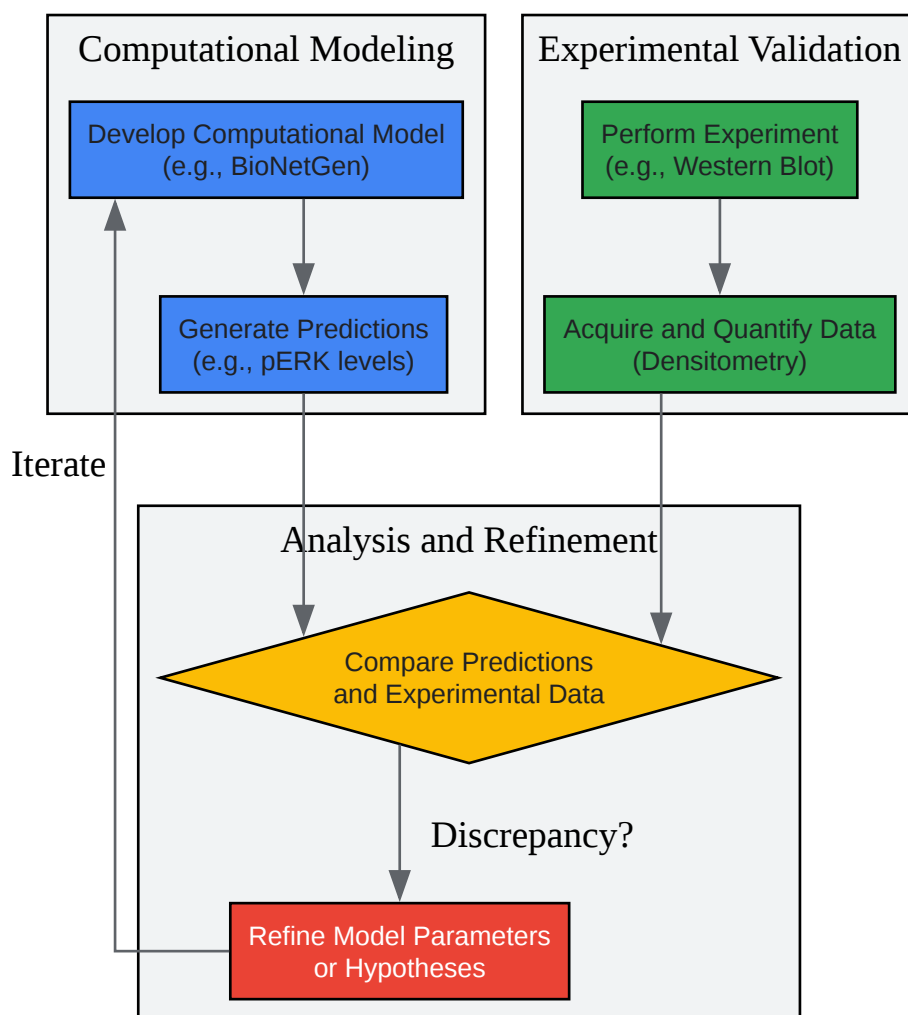 Computational Modeling
Develop Computational Model
(e.g., BioNetGen)
Generate Predictions
(e.g., pERK levels)
Experimental Validation
Perform Experiment
(e.g., Western Blot)
Acquire and Quantify Data
(Densitometry)
Iterate
Analysis and Refinement
Compare Predictions
and Experimental Data
Discrepancy?
Refine Model Parameters
or Hypotheses